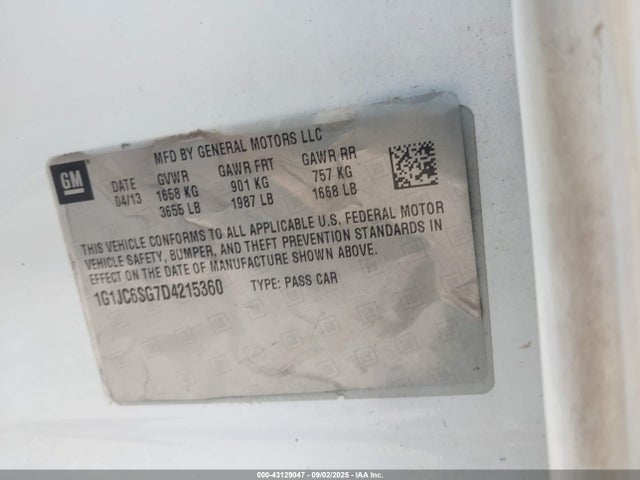 MFD BY GENERAL MOTORS LLC
GM
DATE GVWR GAWR FRT GAWR RR
04/13 1658 KG 901 KG 757 KG
3655 LB 1987 LB 1668 LB
THIS VEHICLE CONFORMS TO ALL APPLICABLE U.S. FEDERAL MOTOR
VEHICLE SAFETY, BUMPER, AND THEFT PREVENTION STANDARDS IN
EFFECT ON THE DATE OF MANUFACTURE SHOWN ABOVE.
1G1JC6SG7D4215360 TYPE: PASS CAR
000-43129047 - 09/02/2025 - Copyright IAA, Inc.